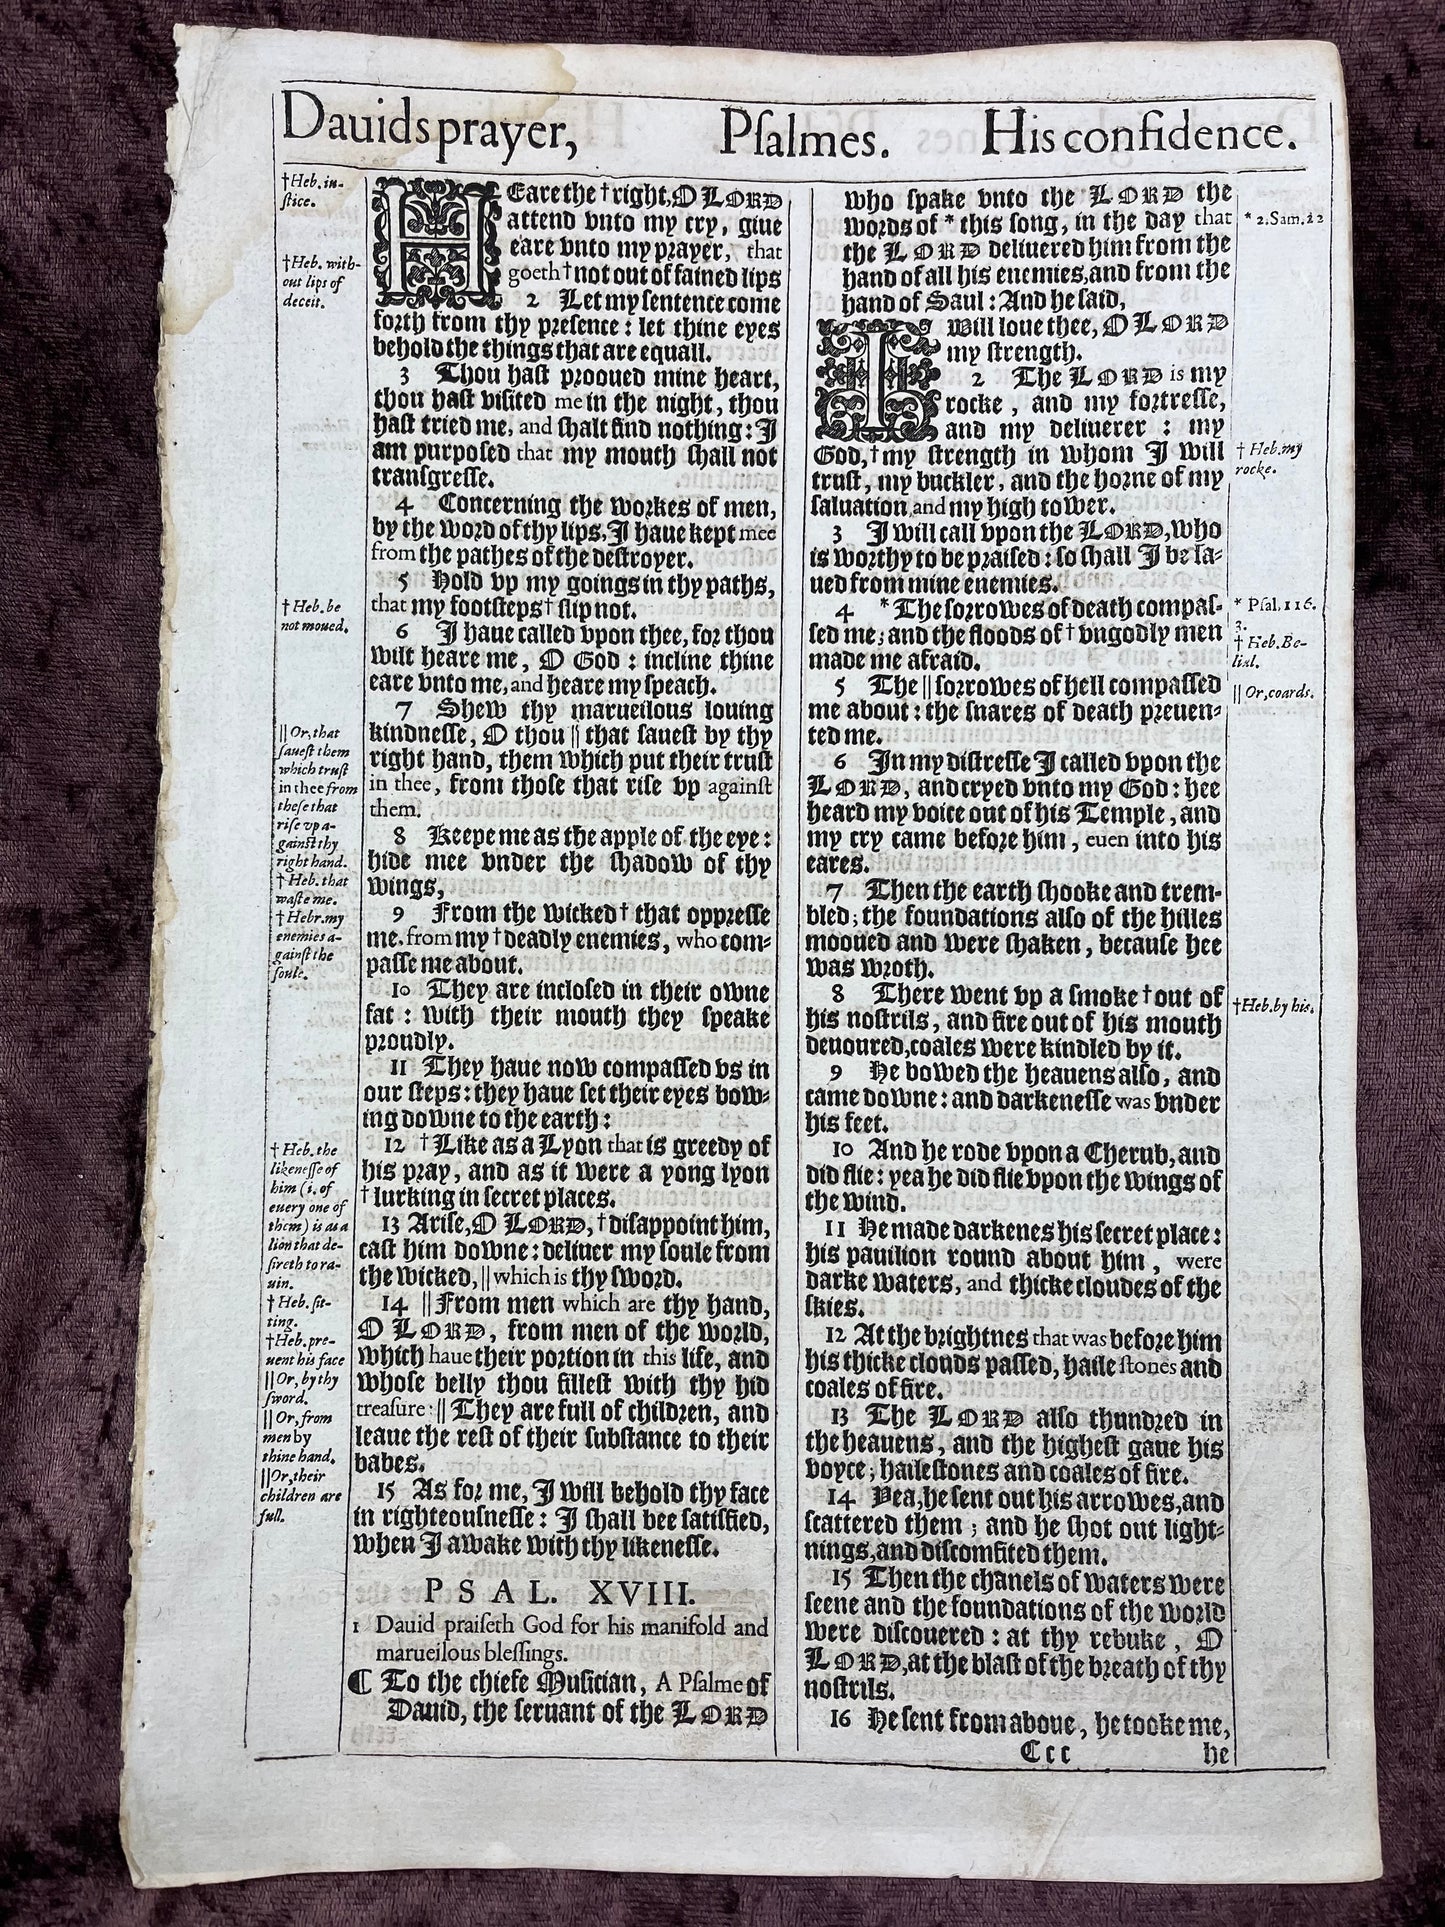 Dauids prayer, Pſalmes. His confidence.
†Heb. iu-
ſtice.
†Heb. with-
out lips of
deceit.
†Heb. be
not moued.
||Or, that
ſaueſt them
which truſt
in thee from
theſe that
riſe vp a-
gainſt thy
right hand.
†Heb. that
waſte me.
†Hebr. my
enemies a-
gainſt the
ſoule.
†Heb. the
likeneſſe of
him (i. of
euery one of
them) is as a
lion that de-
ſireth to ra-
uin.
†Heb. ſit-
ting.
†Heb. pre-
uent his face
||Or, by thy
ſword.
||Or, from
men by
thine hand.
||Or, their
children are
full.
HEare the †right, O LORD
attend vnto my cry, giue
eare vnto my prayer, that
goeth †not out of fained lips
2 Let my ſentence come
forth from thy preſence: let thine eyes
behold the things that are equall.
3 Thou haſt prooued mine heart,
thou haſt viſited me in the night, thou
haſt tried me, and ſhalt find nothing: I
am purpoſed that my mouth ſhall not
tranſgreſſe.
4 Concerning the workes of men,
by the word of thy lips, I haue kept mee
from the pathes of the deſtroyer.
5 Hold vp my goings in thy paths,
that my footſteps †ſlip not.
6 I haue called vpon thee, for thou
wilt heare me, O God: incline thine
eare vnto me, and heare my ſpeach.
7 Shew thy marueilous louing
kindneſſe, O thou || that ſaueſt by thy
right hand, them which put their truſt
in thee, from thoſe that riſe vp againſt
them.
8 Keepe me as the apple of the eye:
hide mee vnder the ſhadow of thy
wings,
9 From the wicked † that oppreſſe
me, from my †deadly enemies, who com-
paſſe me about.
10 They are incloſed in their owne
fat: with their mouth they ſpeake
proudly.
11 They haue now compaſſed vs in
our ſteps: they haue ſet their eyes bow-
ing downe to the earth:
12 †Like as a Lyon that is greedy of
his pray, and as it were a yong lyon
†lurking in ſecret places.
13 Ariſe, O LORD, †diſappoint him,
caſt him downe: deliuer my ſoule from
the wicked, || which is thy ſword.
14 ||From men which are thy hand,
O LORD, from men of the world,
which haue their portion in this life, and
whoſe belly thou filleſt with thy hid
treaſure: || They are full of children, and
leaue the reſt of their ſubſtance to their
babes.
15 As for me, I will behold thy face
in righteouſneſſe: I ſhall bee ſatiſfied,
when I awake with thy likeneſſe.
PSAL. XVIII.
1 Dauid praiſeth God for his manifold and
marueilous bleſſings.
¶ To the chiefe Muſician, A Pſalme of
Dauid, the ſeruant of the LORD
who ſpake vnto the LORD the
words of * this ſong, in the day that
the LORD deliuered him from the
hand of all his enemies, and from the
hand of Saul: And he ſaid,
I will loue thee, O LORD
my ſtrength.
2 The LORD is my
rocke, and my fortreſſe,
and my deliuerer: my
God, †my ſtrength in whom I will
truſt, my buckler, and the horne of my
ſaluation, and my high tower.
3 I will call vpon the LORD, who
is worthy to be praiſed: ſo ſhall I be ſa-
ued from mine enemies.
4 *The ſorrowes of death compaſ-
ſed me; and the floods of † vngodly men
made me afraid.
5 The || ſorrowes of hell compaſſed
me about: the ſnares of death preuen-
ted me.
6 In my diſtreſſe I called vpon the
LORD, and cryed vnto my God: hee
heard my voice out of his Temple, and
my cry came before him, euen into his
eares.
7 Then the earth ſhooke and trem-
bled; the foundations alſo of the hilles
mooued and were ſhaken, becauſe hee
was wroth.
8 There went vp a ſmoke †out of
his noſtrils, and fire out of his mouth
deuoured, coales were kindled by it.
9 He bowed the heauens alſo, and
came downe: and darkeneſſe was vnder
his feet.
10 And he rode vpon a Cherub, and
did flie: yea he did flie vpon the wings of
the wind.
11 He made darkenes his ſecret place:
his pauilion round about him, were
darke waters, and thicke cloudes of the
ſkies.
12 At the brightnes that was before him
his thicke clouds paſſed, haile ſtones and
coales of fire.
13 The LORD alſo thundred in
the heauens, and the higheſt gaue his
voyce; haileſtones and coales of fire.
14 Yea, he ſent out his arrowes, and
ſcattered them; and he ſhot out light-
nings, and diſcomfited them.
15 Then the chanels of waters were
ſeene and the foundations of the world
were diſcouered: at thy rebuke, O
LORD, at the blaſt of the breath of thy
noſtrils.
16 He ſent from aboue, he tooke me,
Ccc he
* 2.Sam.22
† Heb. my
rocke.
* Pſal.116.
3.
† Heb. Be-
lial.
|| Or, coards.
†Heb. by his.